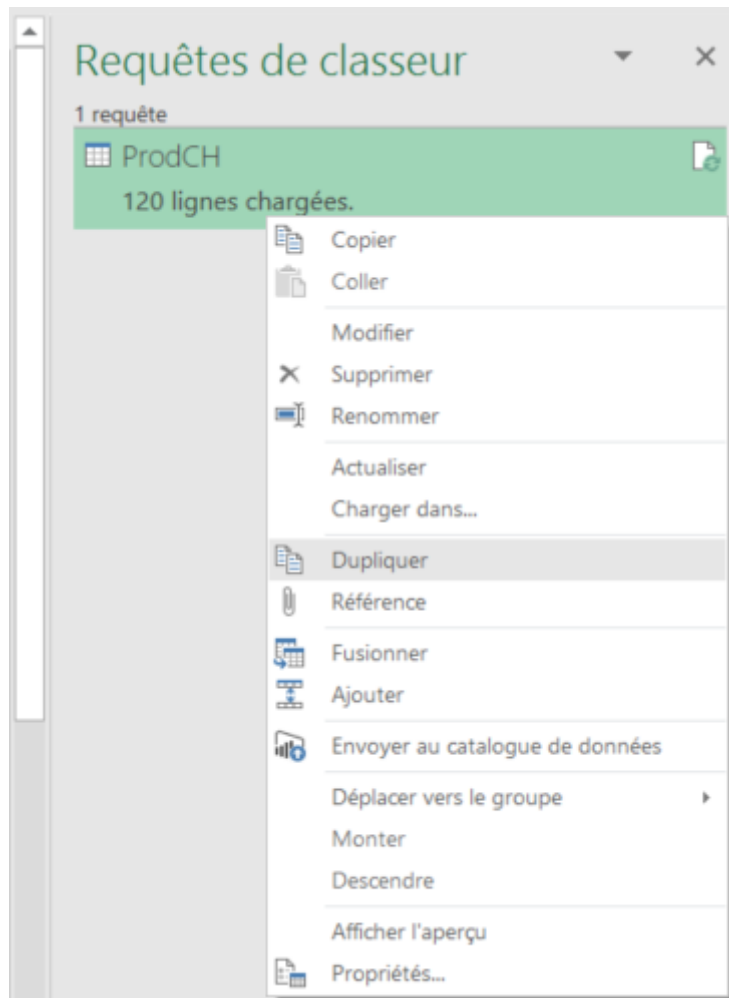 Requêtes de classeur
1 requête
ProdCH
120 lignes chargées.
Copier
Coller
Modifier
Supprimer
Renommer
Actualiser
Charger dans...
Dupliquer
Référence
Fusionner
Ajouter
Envoyer au catalogue de données
Déplacer vers le groupe
Monter
Descendre
Afficher l'aperçu
Propriétés...